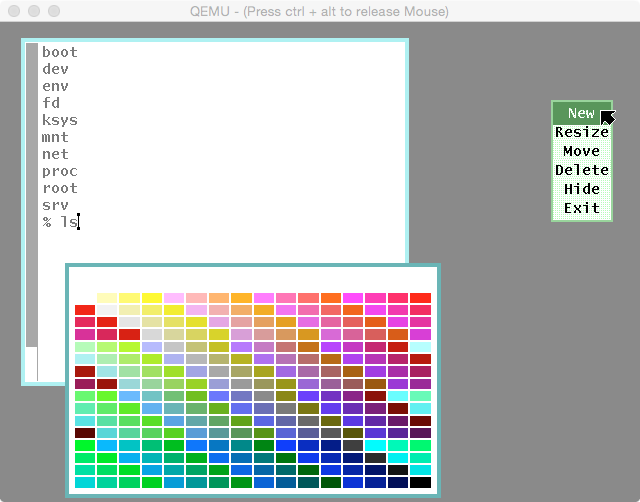 QEMU - (Press ctrl + alt to release Mouse)
boot
dev
env
fd
ksys
mnt
net
proc
root
srv
% ls
New
Resize
Move
Delete
Hide
Exit